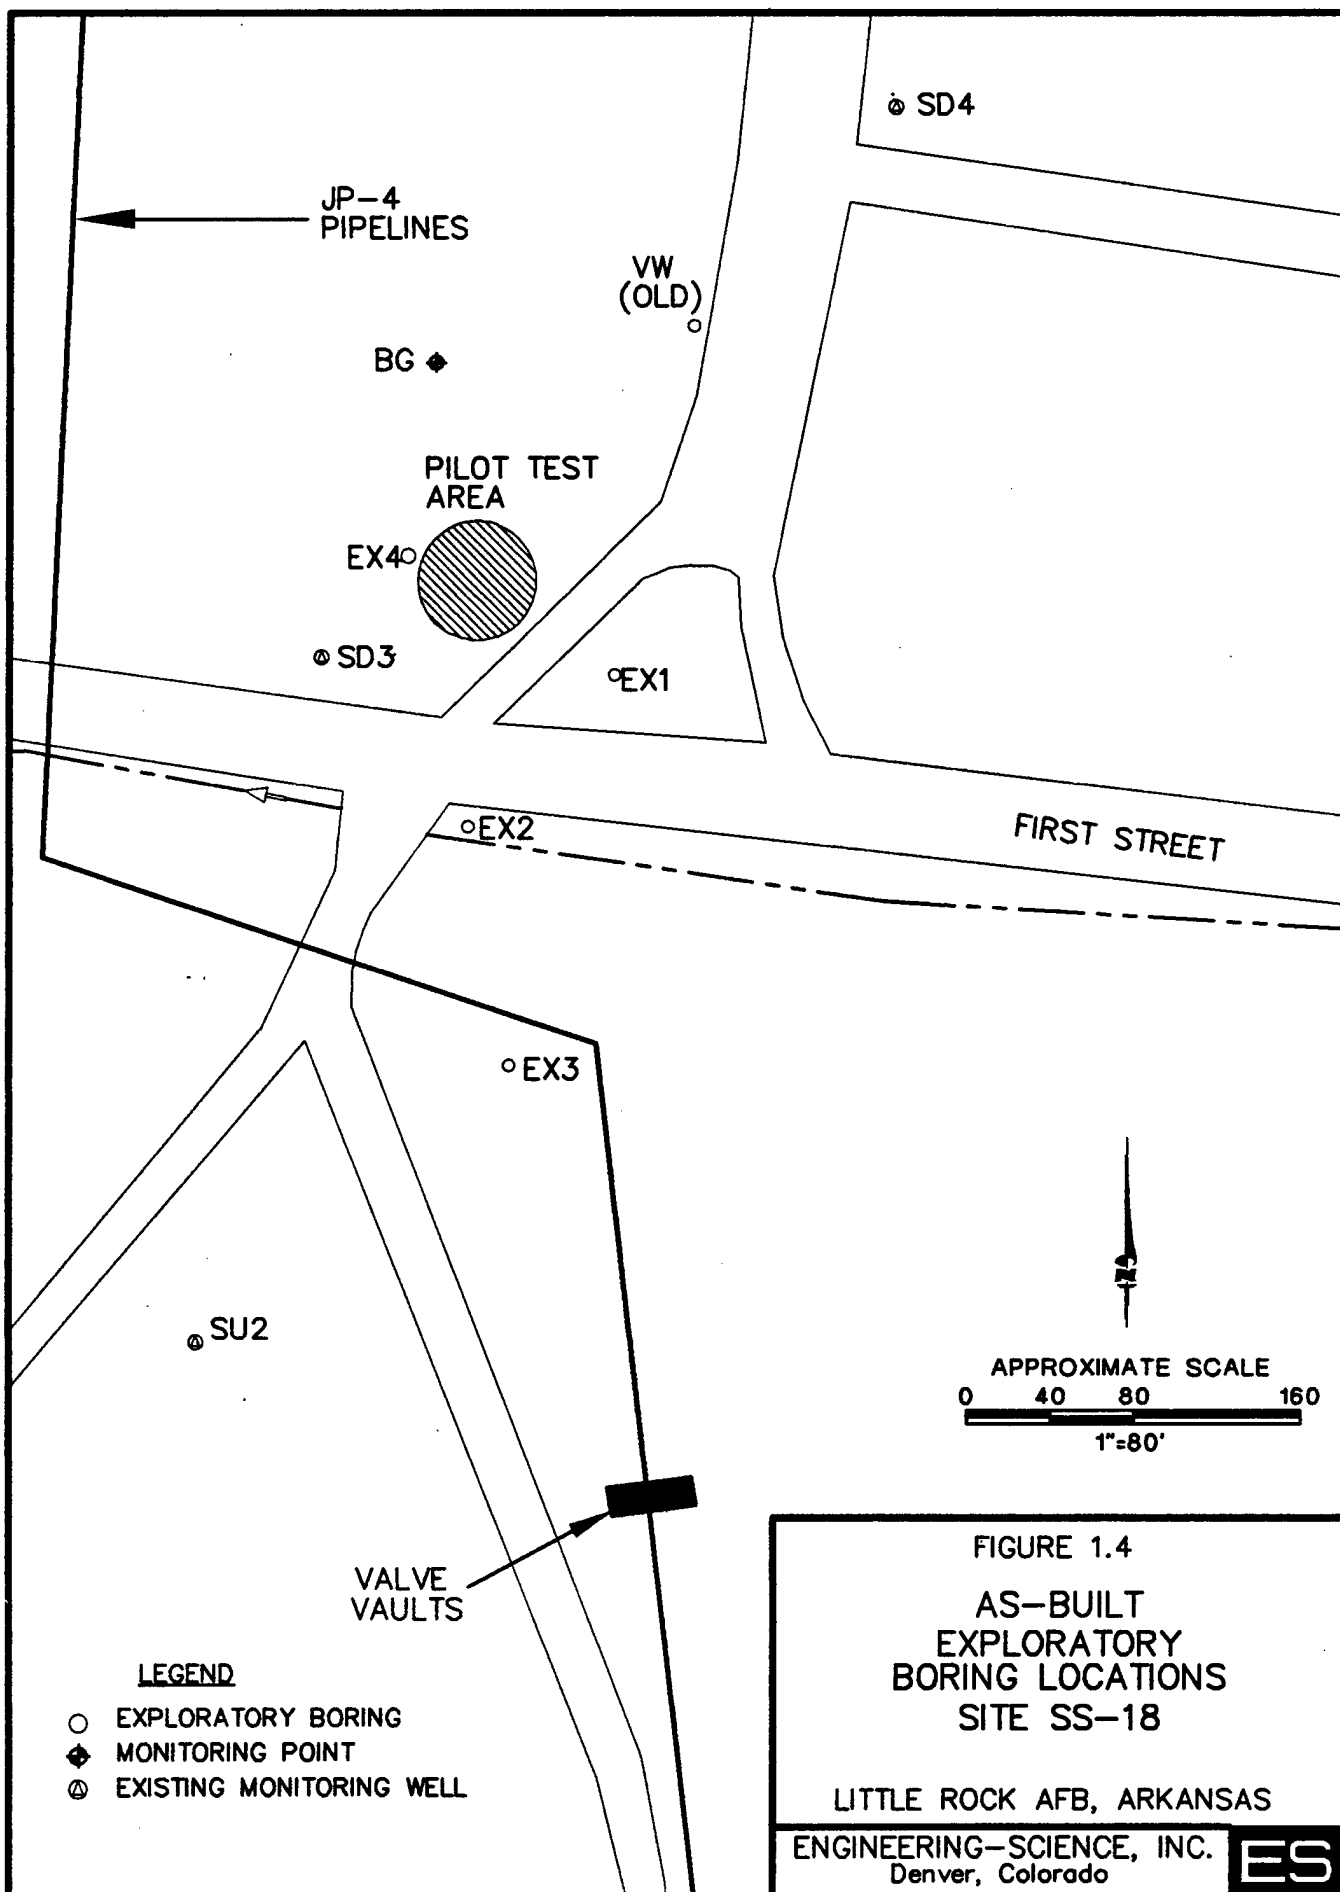 SD4
JP-4
PIPELINES
VW
(OLD)
BG
PILOT TEST
AREA
EX4
SD3
EX1
EX2
FIRST STREET
EX3
SU2
APPROXIMATE SCALE
0 40 80 160
1"=80'
VALVE
VAULTS
LEGEND
EXPLORATORY BORING
MONITORING POINT
EXISTING MONITORING WELL
FIGURE 1.4
AS-BUILT
EXPLORATORY
BORING LOCATIONS
SITE SS-18
LITTLE ROCK AFB, ARKANSAS
ENGINEERING-SCIENCE, INC.
Denver, Colorado
ES